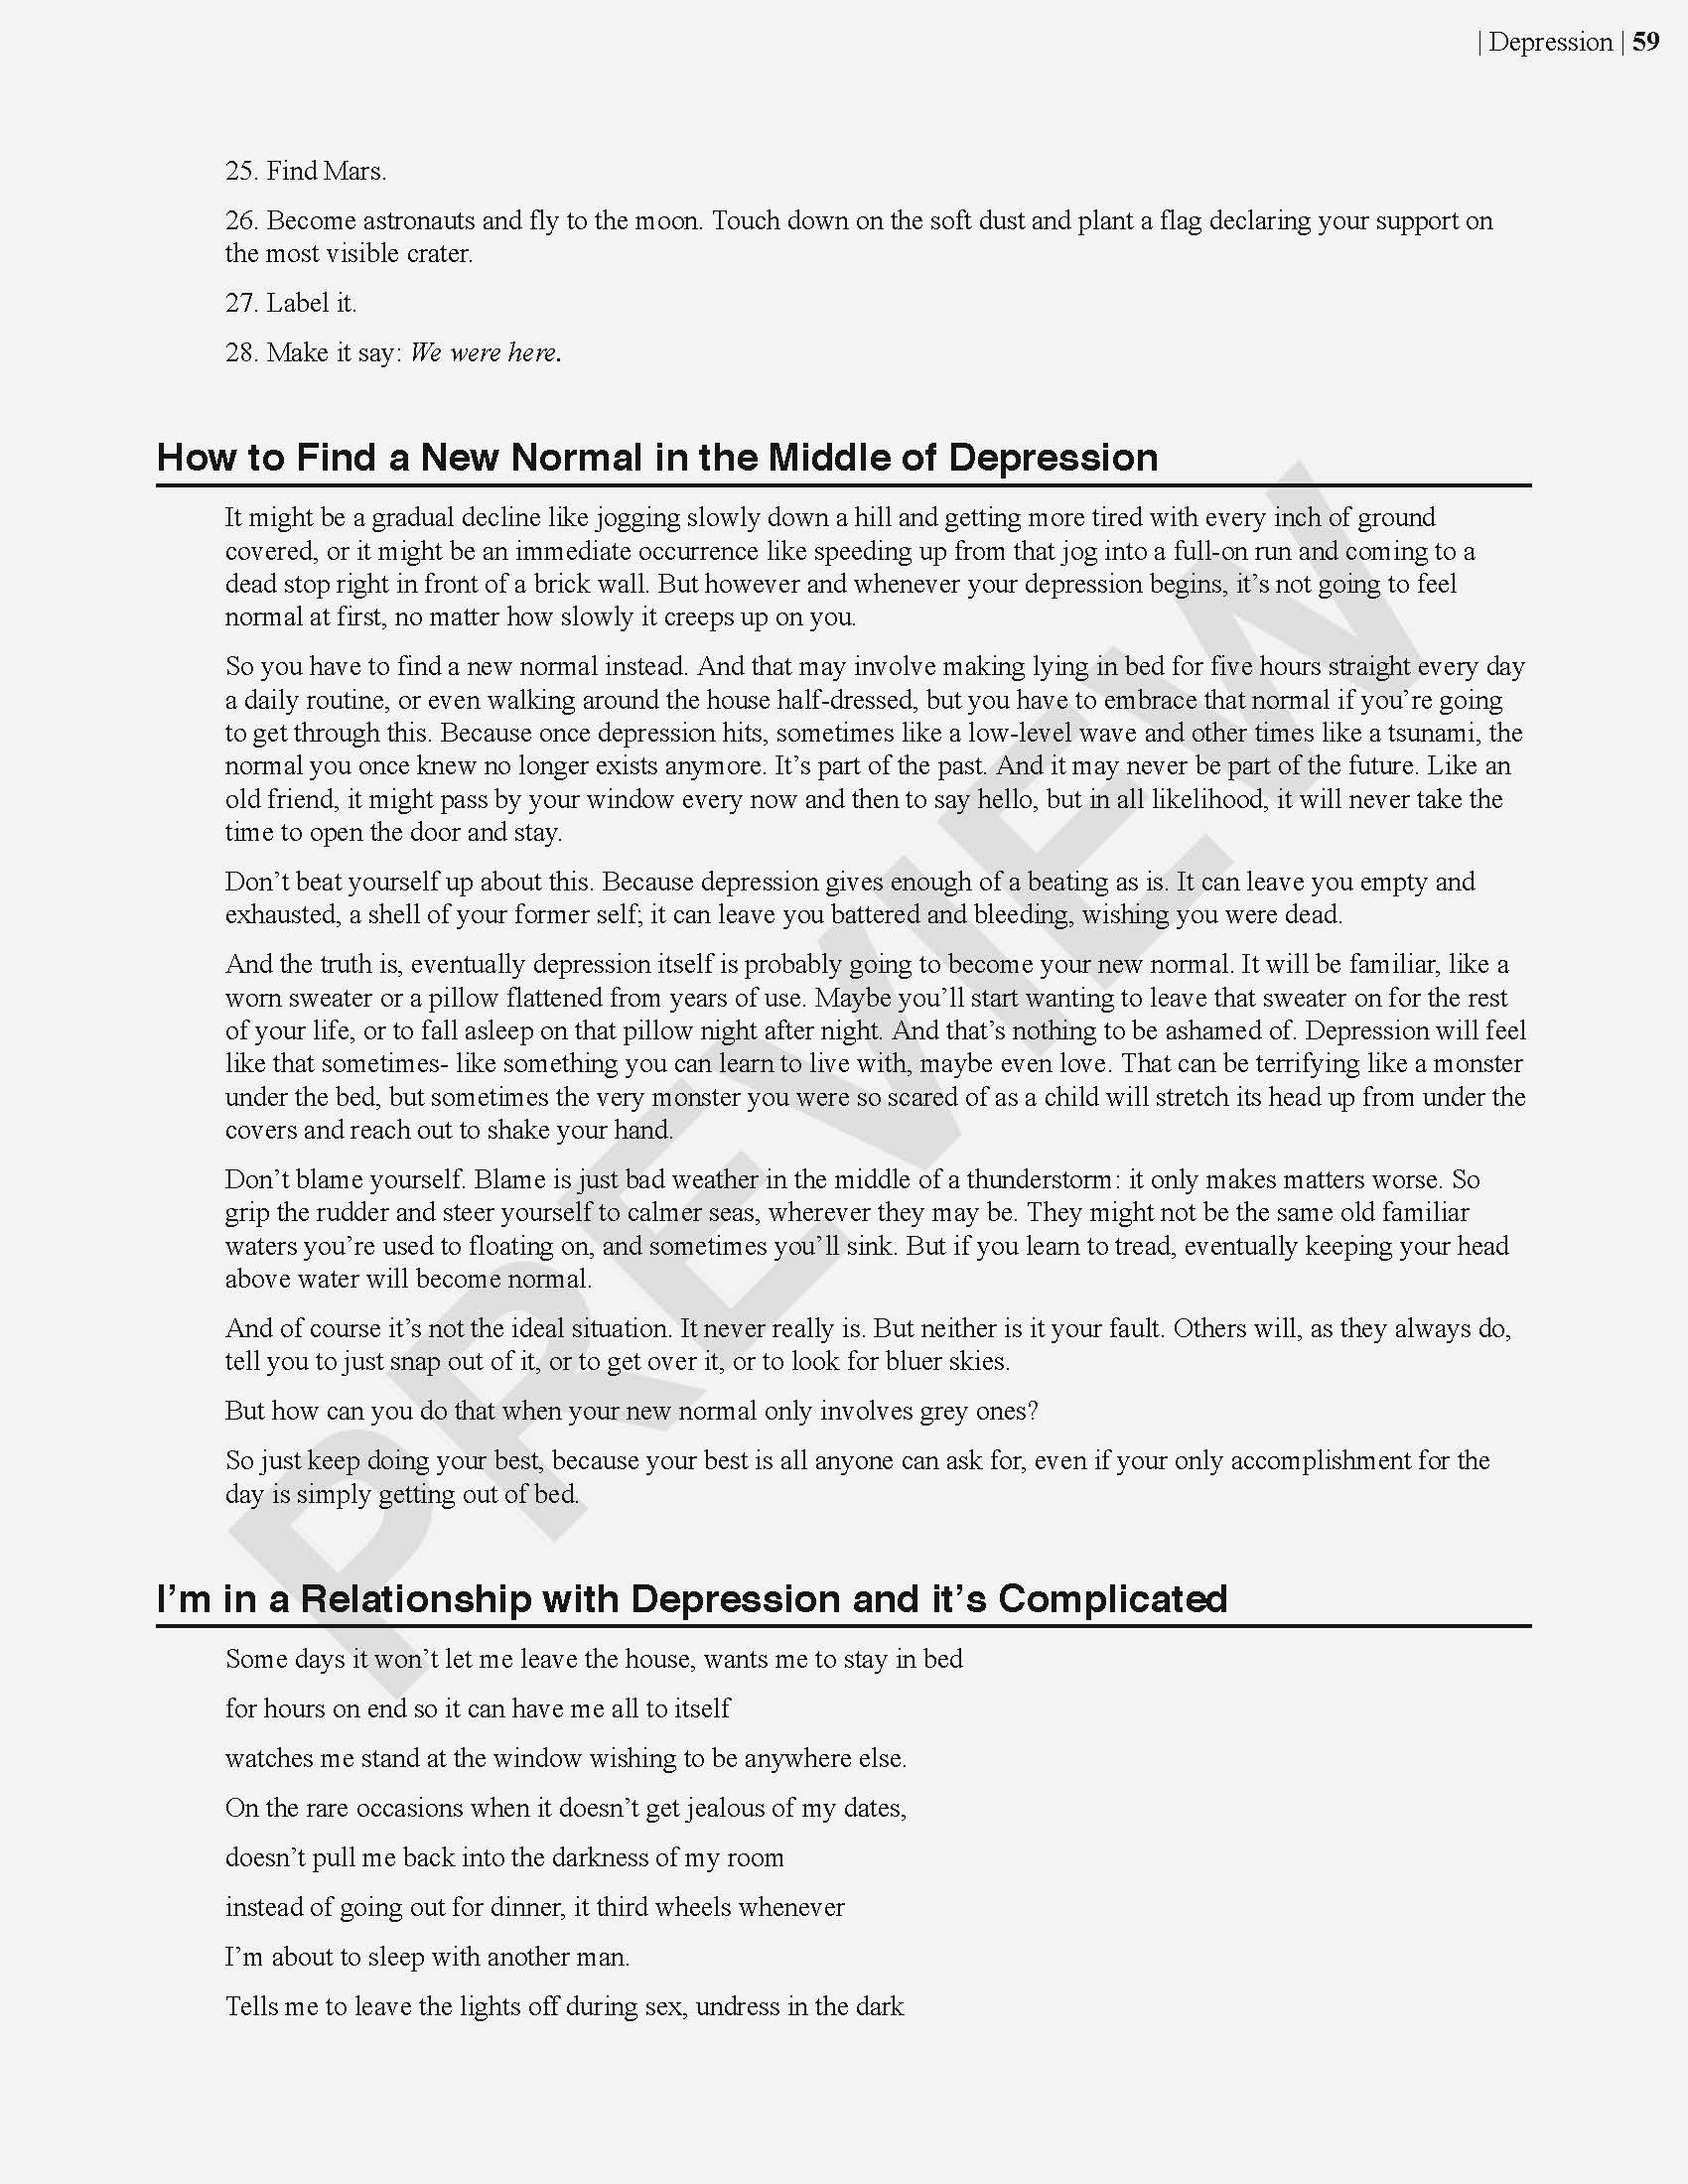 | Depression | 59
25. Find Mars.
26. Become astronauts and fly to the moon. Touch down on the soft dust and plant a flag declaring your support on
the most visible crater.
27. Label it.
28. Make it say: We were here.
How to Find a New Normal in the Middle of Depression
It might be a gradual decline like jogging slowly down a hill and getting more tired with every inch of ground
covered, or it might be an immediate occurrence like speeding up from that jog into a full-on run and coming to a
dead stop right in front of a brick wall. But however and whenever your depression begins, it’s not going to feel
normal at first, no matter how slowly it creeps up on you.
So you have to find a new normal instead. And that may involve making lying in bed for five hours straight every day
a daily routine, or even walking around the house half-dressed, but you have to embrace that normal if you’re going
to get through this. Because once depression hits, sometimes like a low-level wave and other times like a tsunami, the
normal you once knew no longer exists anymore. It’s part of the past. And it may never be part of the future. Like an
old friend, it might pass by your window every now and then to say hello, but in all likelihood, it will never take the
time to open the door and stay.
Don’t beat yourself up about this. Because depression gives enough of a beating as is. It can leave you empty and
exhausted, a shell of your former self; it can leave you battered and bleeding, wishing you were dead.
And the truth is, eventually depression itself is probably going to become your new normal. It will be familiar, like a
worn sweater or a pillow flattened from years of use. Maybe you’ll start wanting to leave that sweater on for the rest
of your life, or to fall asleep on that pillow night after night. And that’s nothing to be ashamed of. Depression will feel
like that sometimes- like something you can learn to live with, maybe even love. That can be terrifying like a monster
under the bed, but sometimes the very monster you were so scared of as a child will stretch its head up from under the
covers and reach out to shake your hand.
Don’t blame yourself. Blame is just bad weather in the middle of a thunderstorm: it only makes matters worse. So
grip the rudder and steer yourself to calmer seas, wherever they may be. They might not be the same old familiar
waters you’re used to floating on, and sometimes you’ll sink. But if you learn to tread, eventually keeping your head
above water will become normal.
And of course it’s not the ideal situation. It never really is. But neither is it your fault. Others will, as they always do,
tell you to just snap out of it, or to get over it, or to look for bluer skies.
But how can you do that when your new normal only involves grey ones?
So just keep doing your best, because your best is all anyone can ask for, even if your only accomplishment for the
day is simply getting out of bed.
I’m in a Relationship with Depression and it’s Complicated
Some days it won’t let me leave the house, wants me to stay in bed
for hours on end so it can have me all to itself
watches me stand at the window wishing to be anywhere else.
On the rare occasions when it doesn’t get jealous of my dates,
doesn’t pull me back into the darkness of my room
instead of going out for dinner, it third wheels whenever
I’m about to sleep with another man.
Tells me to leave the lights off during sex, undress in the dark
PREVIEW